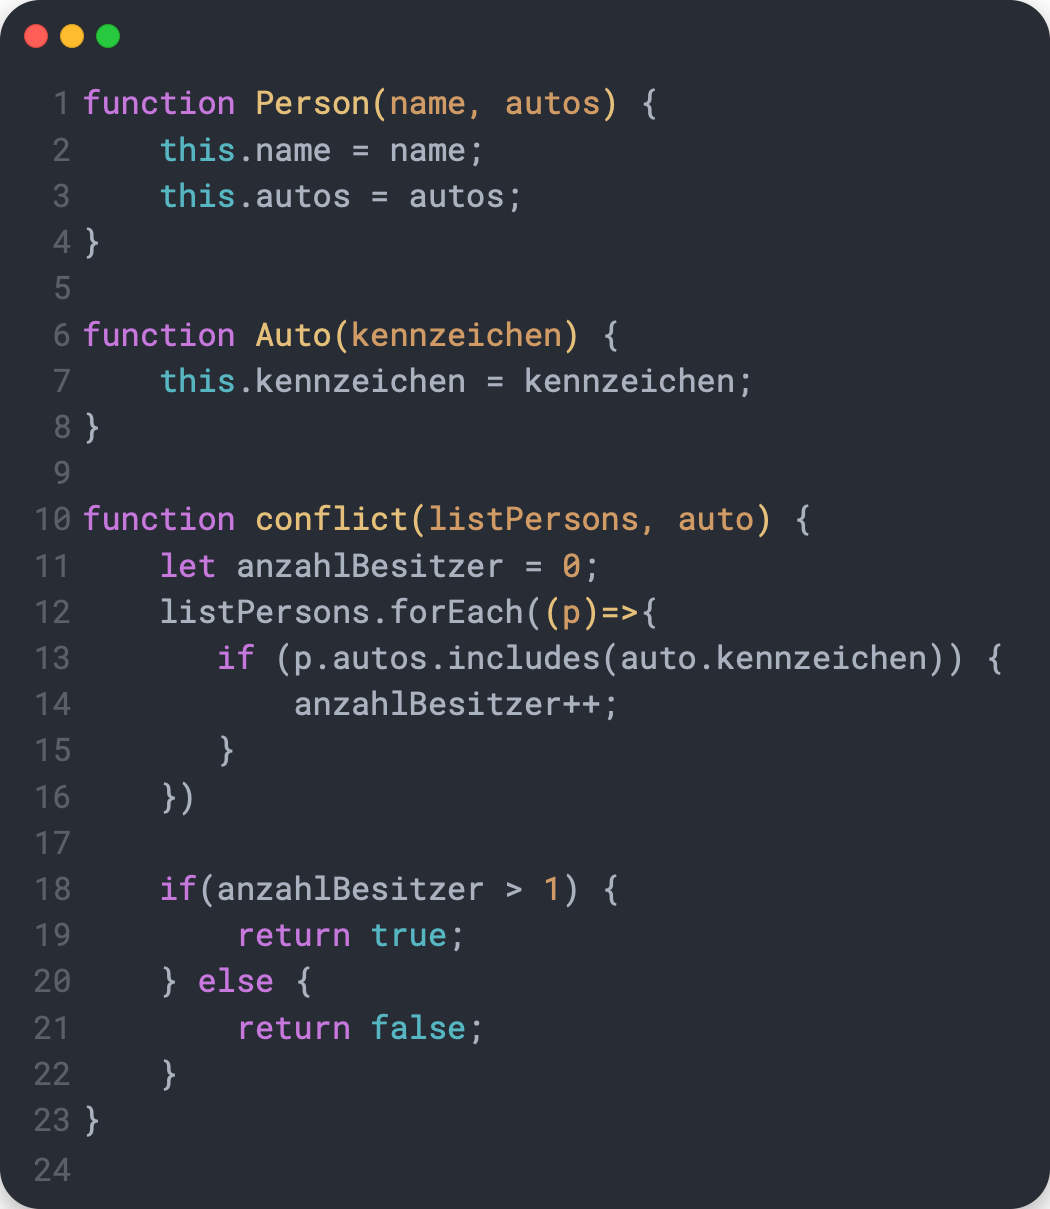 1 function Person(name, autos) {
2     this.name = name;
3     this.autos = autos;
4 }
5
6 function Auto(kennzeichen) {
7     this.kennzeichen = kennzeichen;
8 }
9
10 function conflict(listPersons, auto) {
11     let anzahlBesitzer = 0;
12     listPersons.forEach((p)=>{
13        if (p.autos.includes(auto.kennzeichen)) {
14            anzahlBesitzer++;
15        }
16     })
17
18     if(anzahlBesitzer > 1) {
19         return true;
20     } else {
21         return false;
22     }
23 }
24